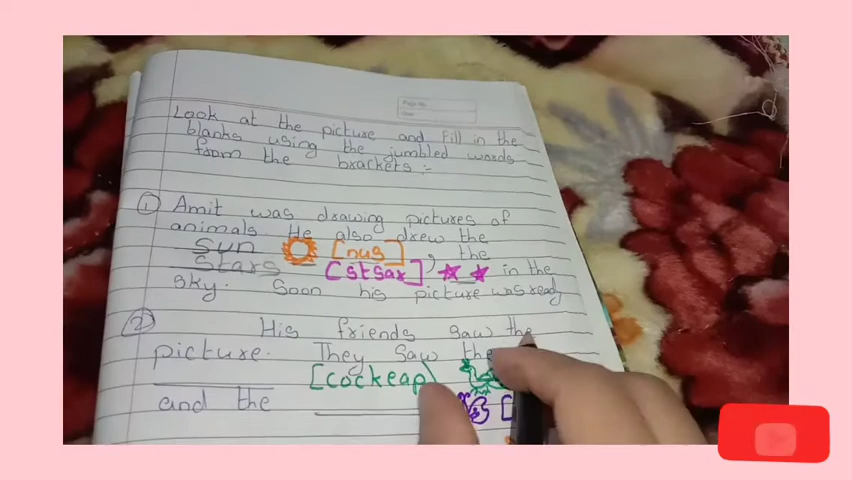 Look at the picture and Fill in the
blanks using the jumbled words
from the brackets :-
① Amit was drawing pictures of
animals. He also drew the
Sun [nus] , the
Stars [stsar] in the
sky. Soon his picture was ready
② His friends saw the
picture. They saw the
[cockeap]
and the [